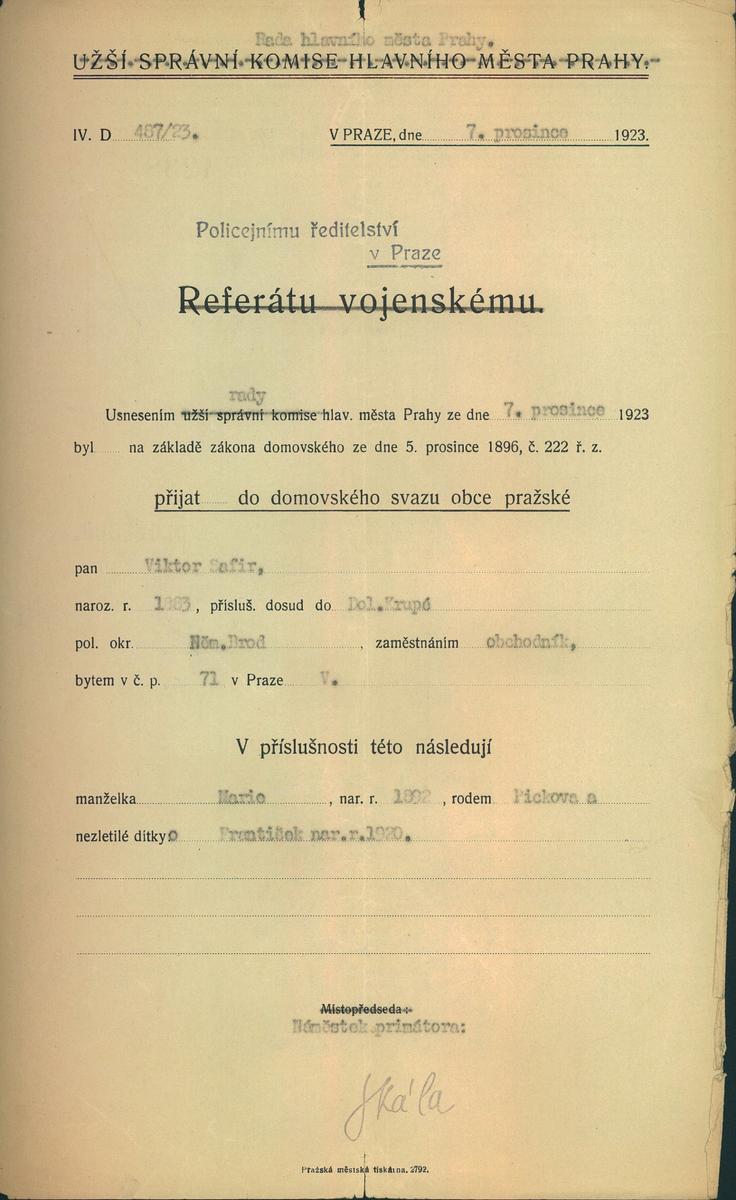 Rada hlavního města Prahy.
UŽŠÍ SPRÁVNÍ KOMISE HLAVNÍHO MĚSTA PRAHY.
IV. D 487/23. V PRAZE, dne 7. prosince 1923.
Policejnímu ředitelství
v Praze
Referátu vojenskému.
rady
Usnesením užší správní komise hlav. města Prahy ze dne 7. prosince 1923
byl na základě zákona domovského ze dne 5. prosince 1896, č. 222 ř. z.
přijat do domovského svazu obce pražské
pan Viktor Safir,
naroz. r. , přísluš. dosud do Dol.Krupé
pol. okr. Něm.Brod , zaměstnáním obchodník,
bytem v č. p. 71 v Praze V.
V příslušnosti této následují
manželka Marie , nar. r. 1892 , rodem Pickova a
nezletilé dítky: František nar.r.1920.
Místopředseda:
Náměstek primátora:
Skála
Pražská městská tiskárna. 2792.